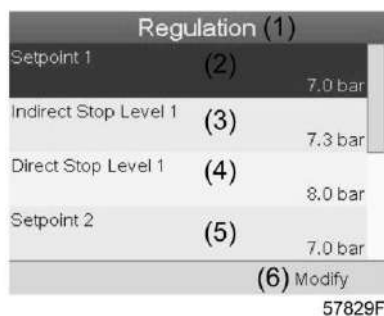 Regulation (1)
Setpoint 1
(2)
7.0 bar
Indirect Stop Level 1
(3)
7.3 bar
Direct Stop Level 1
(4)
8.0 bar
Setpoint 2
(5)
7.0 bar
(6) Modify
57829F